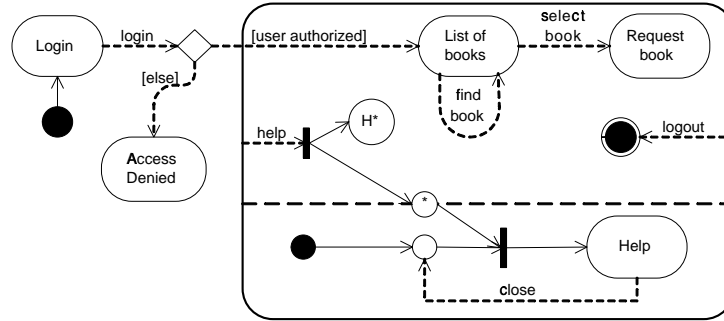 Login
login
[user authorized]
List of
books
select
book
Request
book
[else]
find
book
Access
Denied
help
H*
logout
*
Help
close